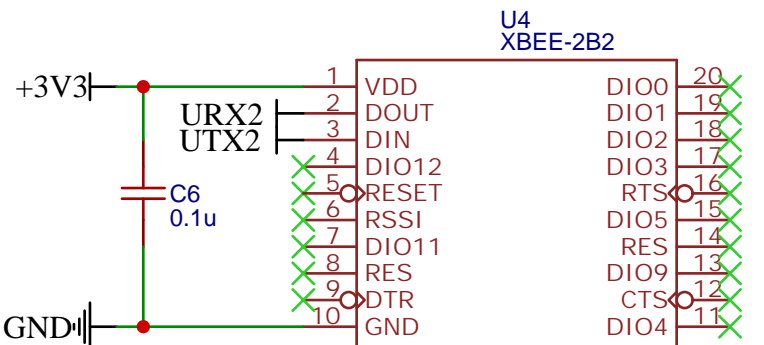 U4
XBEE-2B2
+3V3 1 VDD DIO0 20
URX2 2 DOUT DIO1 19
UTX2 3 DIN DIO2 18
4 DIO12 DIO3 17
5 RESET RTS 16
C6
0.1u
6 RSSI DIO5 15
7 DIO11 RES 14
8 RES DIO9 13
9 DTR CTS 12
GND 10 GND DIO4 11